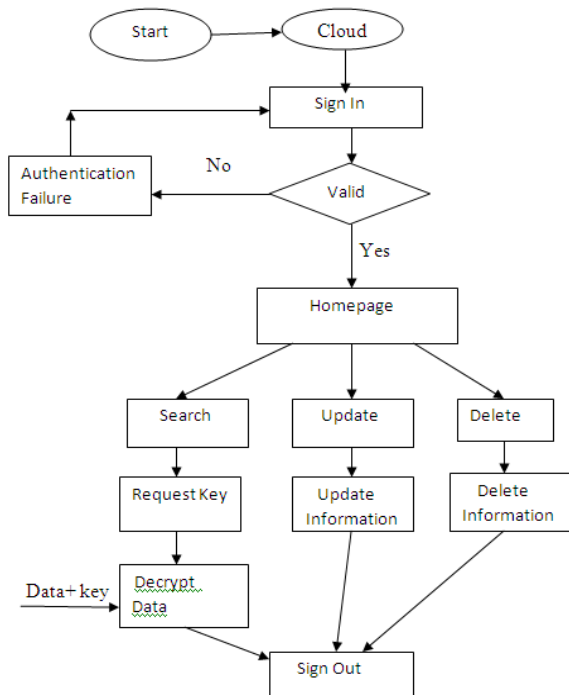 Start
Cloud
Sign In
No
Authentication
Failure
Valid
Yes
Homepage
Search
Update
Delete
Request Key
Update
Information
Delete
Information
Data+ key
Decrypt
Data
Sign Out